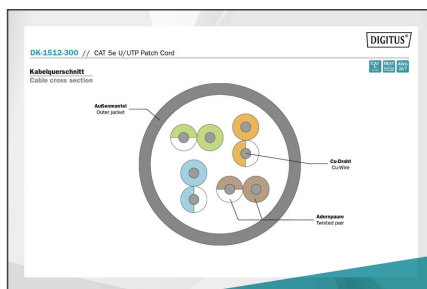 DIGITUS®
DK-1512-300 // CAT 5e U/UTP Patch Cord
Kabelquerschnitt
Cable cross section
Außenmantel
Outer jacket
Cu-Draht
Cu-Wire
Adernpaare
Twisted pair